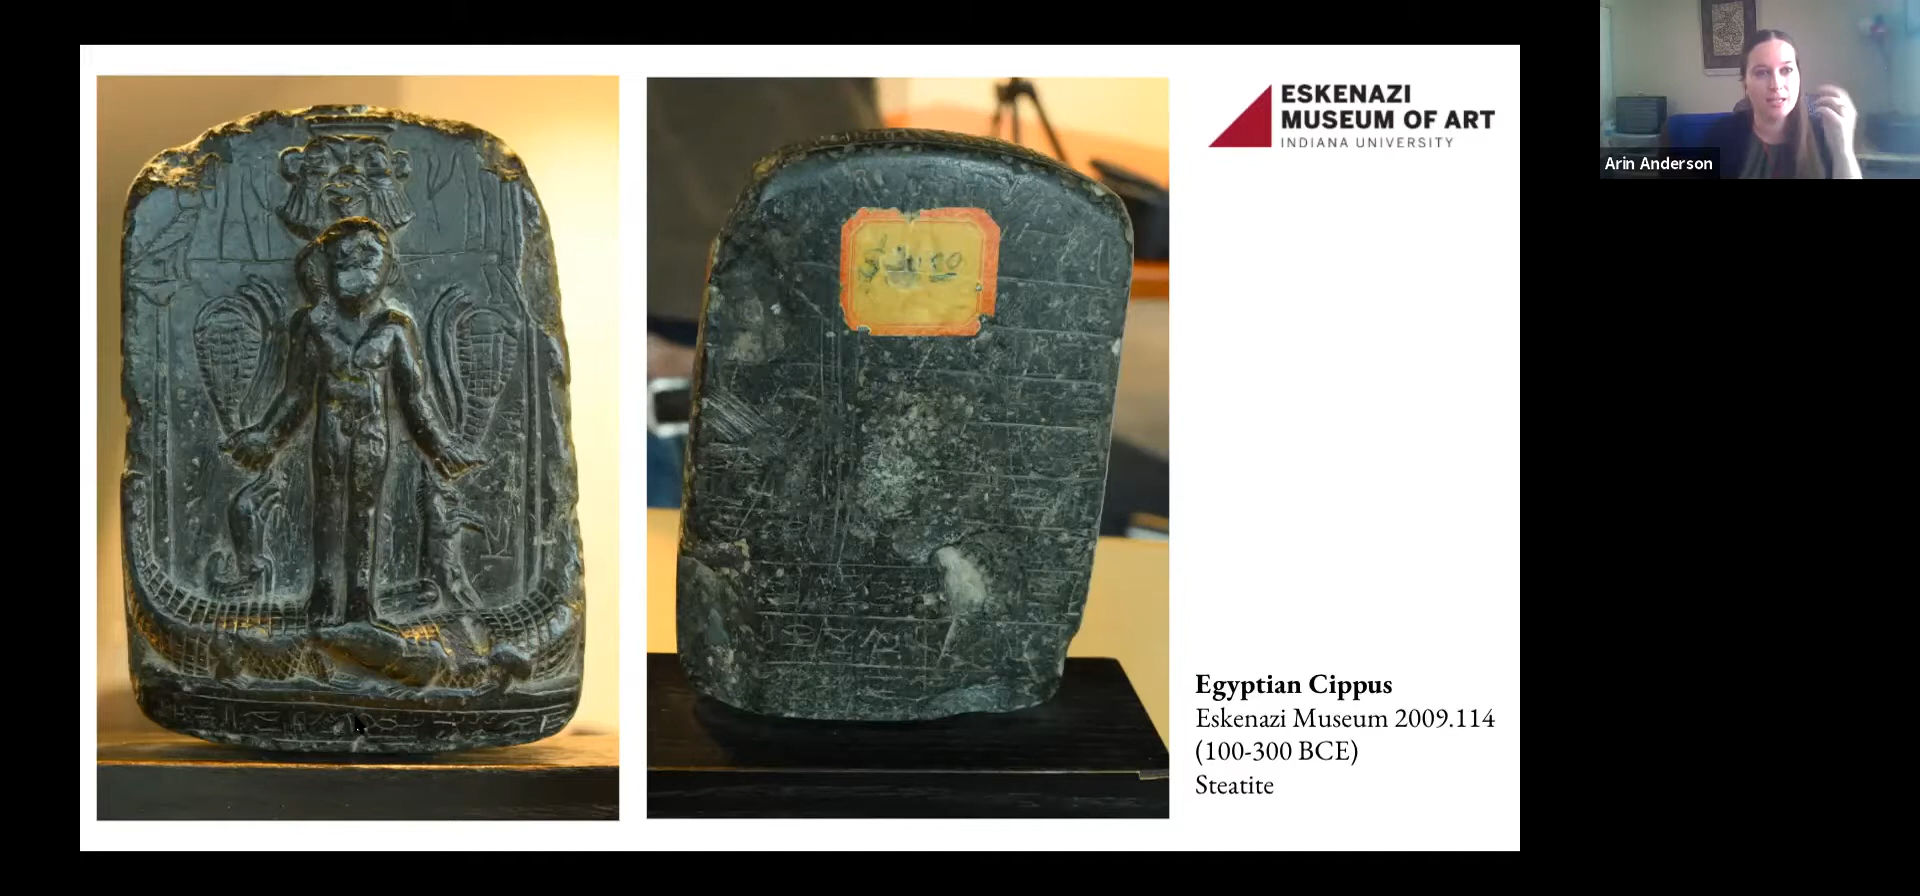 ESKENAZI
MUSEUM OF ART
INDIANA UNIVERSITY
Arin Anderson
Egyptian Cippus
Eskenazi Museum 2009.114
(100-300 BCE)
Steatite